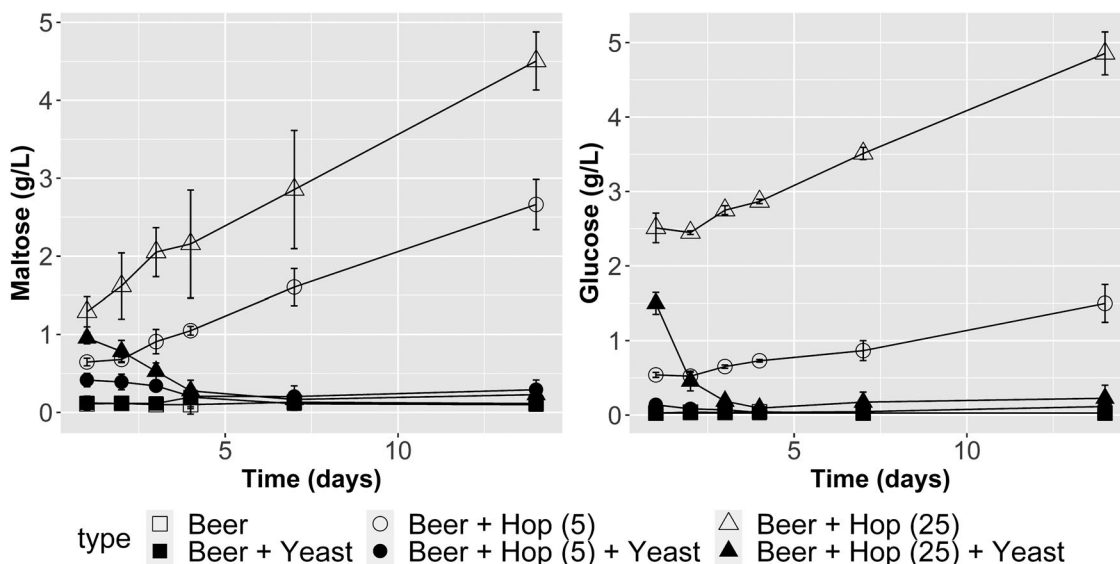 5
4
3
2
1
0
Maltose (g/L)
5 10
Time (days)
5
4
3
2
1
0
Glucose (g/L)
5 10
Time (days)
type
Beer Beer + Hop (5) Beer + Hop (25)
Beer + Yeast Beer + Hop (5) + Yeast Beer + Hop (25) + Yeast